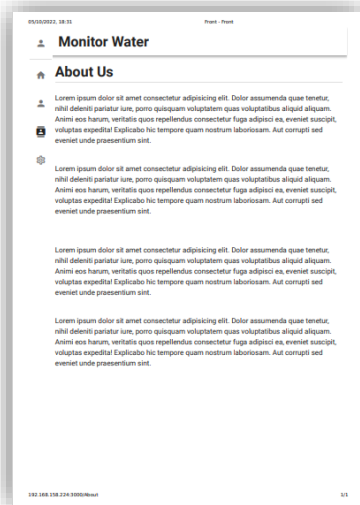 05/10/2022, 18:31 Front - Front
Monitor Water
About Us
Lorem ipsum dolor sit amet consectetur adipisicing elit. Dolor assumenda quae tenetur,
nihil deleniti pariatur iure, porro quisquam voluptatem quas voluptatibus aliquid aliquam.
Animi eos harum, veritatis quos repellendus consectetur fuga adipisci ea, eveniet suscipit,
voluptas expedita! Explicabo hic tempore quam nostrum laboriosam. Aut corrupti sed
eveniet unde praesentium sint.
Lorem ipsum dolor sit amet consectetur adipisicing elit. Dolor assumenda quae tenetur,
nihil deleniti pariatur iure, porro quisquam voluptatem quas voluptatibus aliquid aliquam.
Animi eos harum, veritatis quos repellendus consectetur fuga adipisci ea, eveniet suscipit,
voluptas expedita! Explicabo hic tempore quam nostrum laboriosam. Aut corrupti sed
eveniet unde praesentium sint.
Lorem ipsum dolor sit amet consectetur adipisicing elit. Dolor assumenda quae tenetur,
nihil deleniti pariatur iure, porro quisquam voluptatem quas voluptatibus aliquid aliquam.
Animi eos harum, veritatis quos repellendus consectetur fuga adipisci ea, eveniet suscipit,
voluptas expedita! Explicabo hic tempore quam nostrum laboriosam. Aut corrupti sed
eveniet unde praesentium sint.
Lorem ipsum dolor sit amet consectetur adipisicing elit. Dolor assumenda quae tenetur,
nihil deleniti pariatur iure, porro quisquam voluptatem quas voluptatibus aliquid aliquam.
Animi eos harum, veritatis quos repellendus consectetur fuga adipisci ea, eveniet suscipit,
voluptas expedita! Explicabo hic tempore quam nostrum laboriosam. Aut corrupti sed
eveniet unde praesentium sint.
192.168.158.224:3000/About 1/1